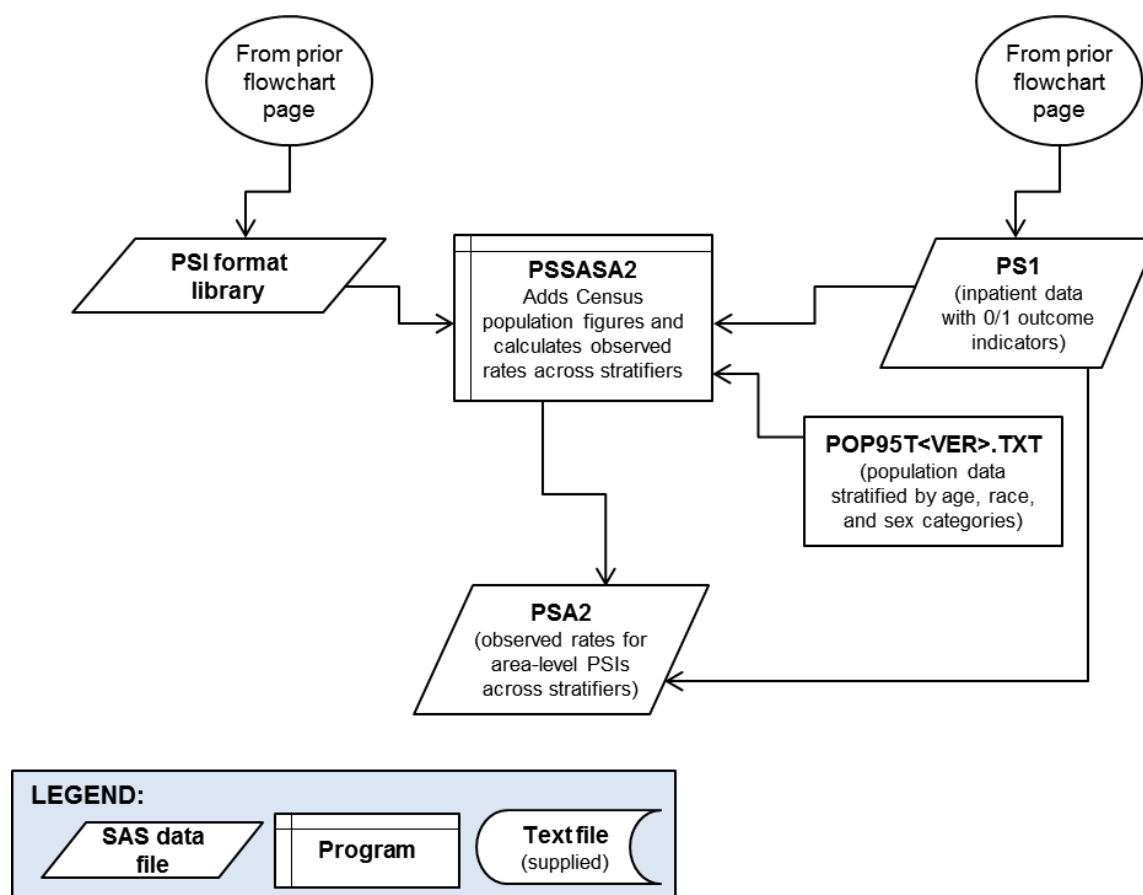 From prior
flowchart
page
From prior
flowchart
page
PSI format
library
PSSASA2
Adds Census
population figures and
calculates observed
rates across stratifiers
PS1
(inpatient data
with 0/1 outcome
indicators)
POP95T<VER>.TXT
(population data
stratified by age, race,
and sex categories)
PSA2
(observed rates for
area-level PSIs
across stratifiers)
LEGEND:
SAS data
file
Program
Text file
(supplied)